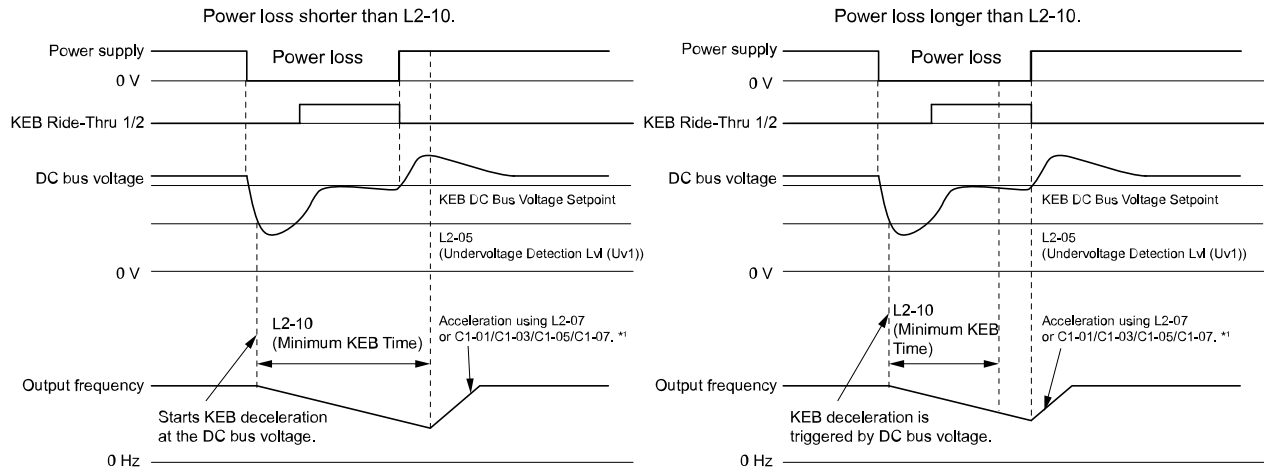 Power loss shorter than L2-10.
Power supply
Power loss
0 V
KEB Ride-Thru 1/2
DC bus voltage
KEB DC Bus Voltage Setpoint
L2-05
(Undervoltage Detection Lvl (Uv1))
0 V
L2-10
(Minimum KEB Time)
Acceleration using L2-07
or C1-01/C1-03/C1-05/C1-07. *1
Output frequency
Starts KEB deceleration
at the DC bus voltage.
0 Hz
Power loss longer than L2-10.
Power supply
Power loss
0 V
KEB Ride-Thru 1/2
DC bus voltage
KEB DC Bus Voltage Setpoint
L2-05
(Undervoltage Detection Lvl (Uv1))
0 V
L2-10
(Minimum KEB
Time)
Acceleration using L2-07
or C1-01/C1-03/C1-05/C1-07. *1
Output frequency
KEB deceleration is
triggered by DC bus voltage.
0 Hz